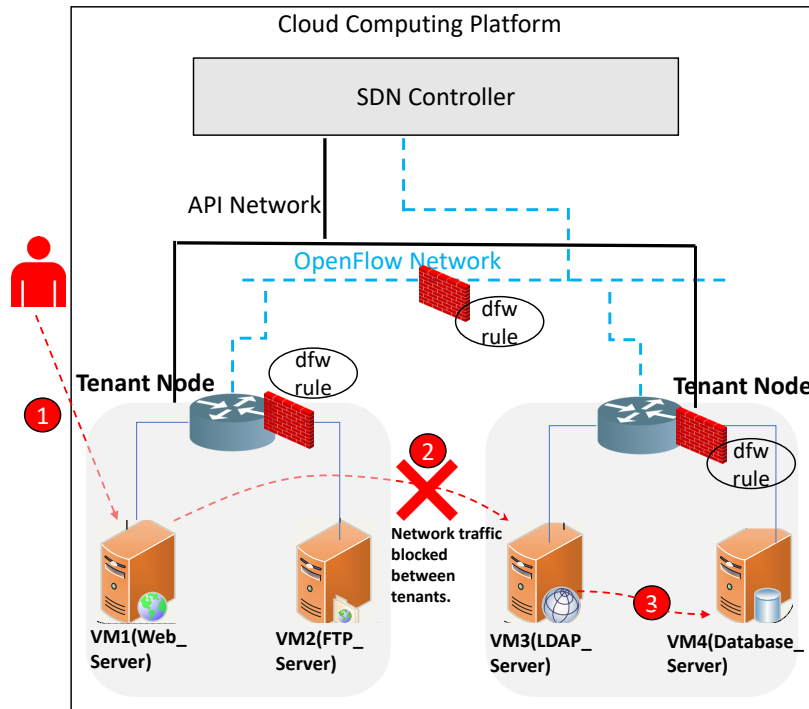 Cloud Computing Platform
SDN Controller
API Network
OpenFlow Network
dfw
rule
dfw
rule
Tenant Node
Tenant Node
dfw
rule
1
2
Network traffic
blocked
between
tenants.
3
VM1(Web_
Server)
VM2(FTP_
Server)
VM3(LDAP_
Server)
VM4(Database_
Server)